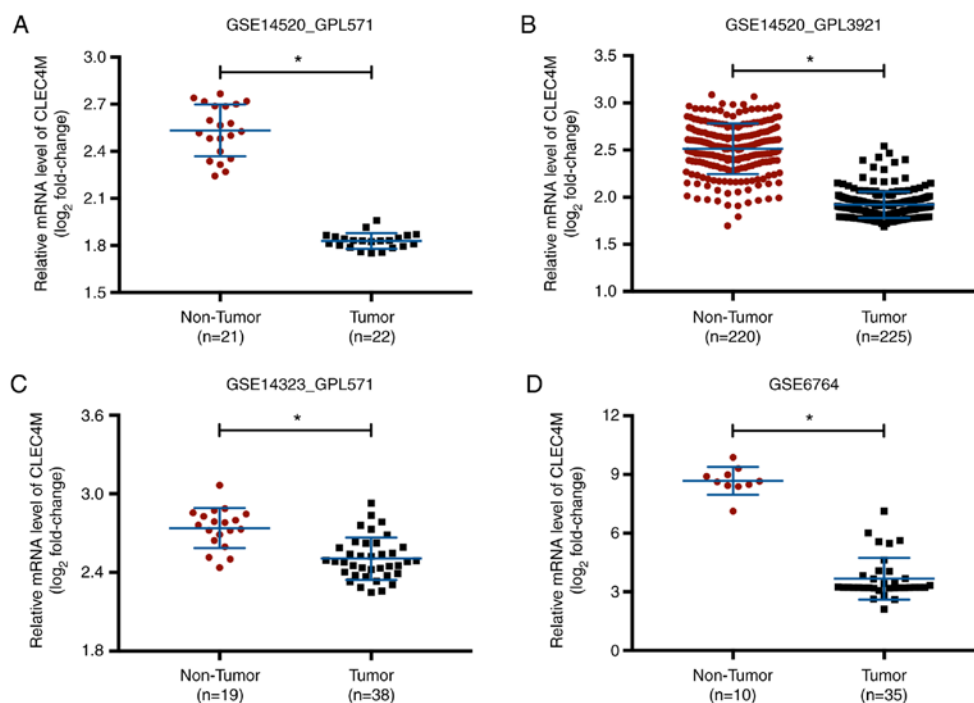 A
GSE14520_GPL571
Relative mRNA level of CLEC4M
(log2 fold-change)
3.0
2.7
2.4
2.1
1.8
1.5
*
Non-Tumor
(n=21)
Tumor
(n=22)
B
GSE14520_GPL3921
Relative mRNA level of CLEC4M
(log2 fold-change)
3.5
3.0
2.5
2.0
1.5
1.0
*
Non-Tumor
(n=220)
Tumor
(n=225)
C
GSE14323_GPL571
Relative mRNA level of CLEC4M
(log2 fold-change)
3.6
3.0
2.4
1.8
*
Non-Tumor
(n=19)
Tumor
(n=38)
D
GSE6764
Relative mRNA level of CLEC4M
(log2 fold-change)
12
9
6
3
0
*
Non-Tumor
(n=10)
Tumor
(n=35)